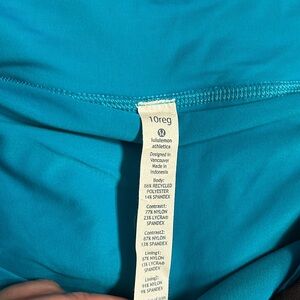 10reg
lululemon
athletica
Designed in
Vancouver
Made in
Indonesia
Body:
86% RECYCLED
POLYESTER
14% SPANDEX
Contrast1:
77% NYLON
23% LYCRA®
SPANDEX
Contrast2:
87% NYLON
13% SPANDEX
Lining1:
87% NYLON
13% LYCRA®
SPANDEX
Lining2:
91% NYLON
9% SPANDEX